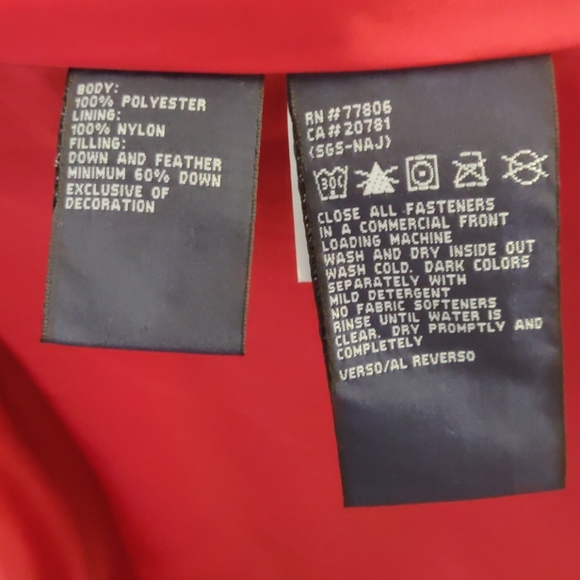 BODY:
100% POLYESTER
LINING:
100% NYLON
FILLING:
DOWN AND FEATHER
MINIMUM 60% DOWN
EXCLUSIVE OF
DECORATION
RN #77806
CA #20781
(SGS-NAJ)
30C
CLOSE ALL FASTENERS
IN A COMMERCIAL FRONT
LOADING MACHINE
WASH AND DRY INSIDE OUT
WASH COLD. DARK COLORS
SEPARATELY WITH
MILD DETERGENT
NO FABRIC SOFTENERS
RINSE UNTIL WATER IS
CLEAR. DRY PROMPTLY AND
COMPLETELY
VERSO/AL REVERSO